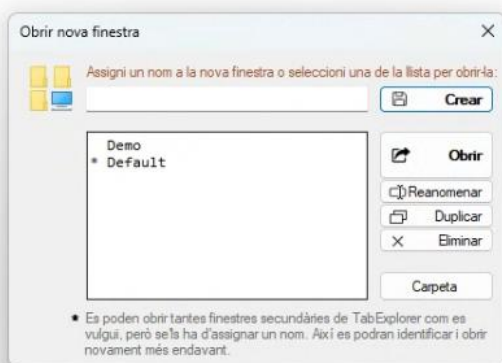 Obrir nova finestra
Assigni un nom a la nova finestra o seleccioni una de la llista per obrir-la:
Crear
Demo
* Default
Obrir
Reanomenar
Duplicar
Eliminar
Carpeta
* Es poden obrir tantes finestres secundàries de TabExplorer com es
vulgui, però se'ls ha d'assignar un nom. Així es podran identificar i obrir
novament més endavant.